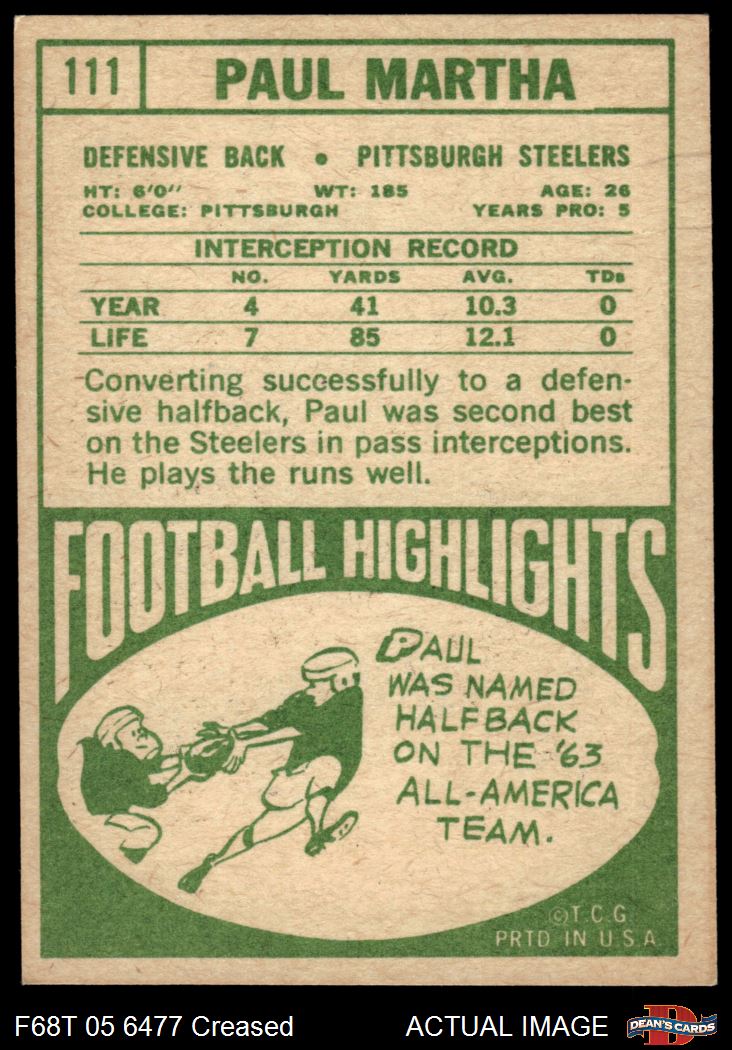 111 PAUL MARTHA
DEFENSIVE BACK • PITTSBURGH STEELERS
HT: 6'0'' WT: 185 AGE: 26
COLLEGE: PITTSBURGH YEARS PRO: 5
INTERCEPTION RECORD
NO. YARDS AVG. TDs
YEAR 4 41 10.3 0
LIFE 7 85 12.1 0
Converting successfully to a defen-
sive halfback, Paul was second best
on the Steelers in pass interceptions.
He plays the runs well.
FOOTBALL HIGHLIGHTS
PAUL
WAS NAMED
HALFBACK
ON THE '63
ALL-AMERICA
TEAM.
©T.C.G.
PRTD IN U.S.A.
F68T 05 6477 Creased ACTUAL IMAGE
D
DEAN'S CARDS